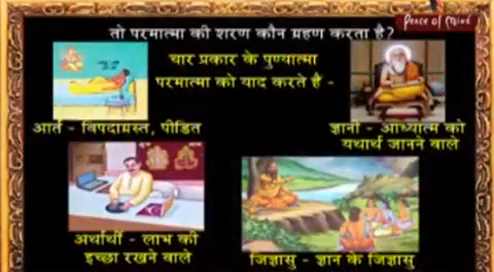 Peace of Mind
तो परमात्मा की शरण कौन ग्रहण करता है?
चार प्रकार के पुण्यात्मा
परमात्मा को याद करते है -
आर्त - विपदाग्रस्त, पीडित
ज्ञानी - आध्यात्म को
यथार्थ जानने वाले
अर्थार्थी - लाभ की
इच्छा रखने वाले
जिज्ञासु - ज्ञान के जिज्ञासु